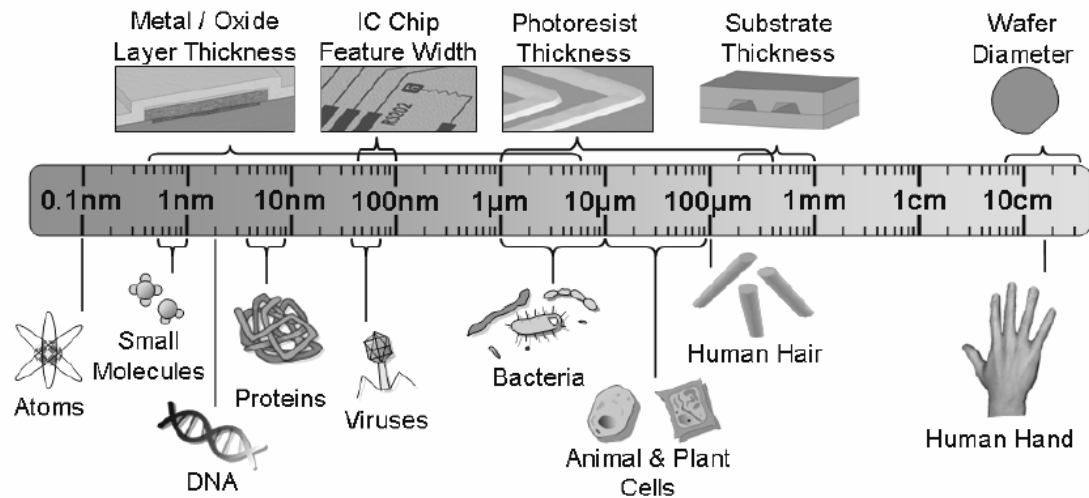 Metal / Oxide
Layer Thickness
IC Chip
Feature Width
Photoresist
Thickness
Substrate
Thickness
Wafer
Diameter
RS202
0.1nm 1nm 10nm 100nm 1µm 10µm 100µm 1mm 1cm 10cm
Atoms
Small
Molecules
DNA
Proteins
Viruses
Bacteria
Animal & Plant
Cells
Human Hair
Human Hand